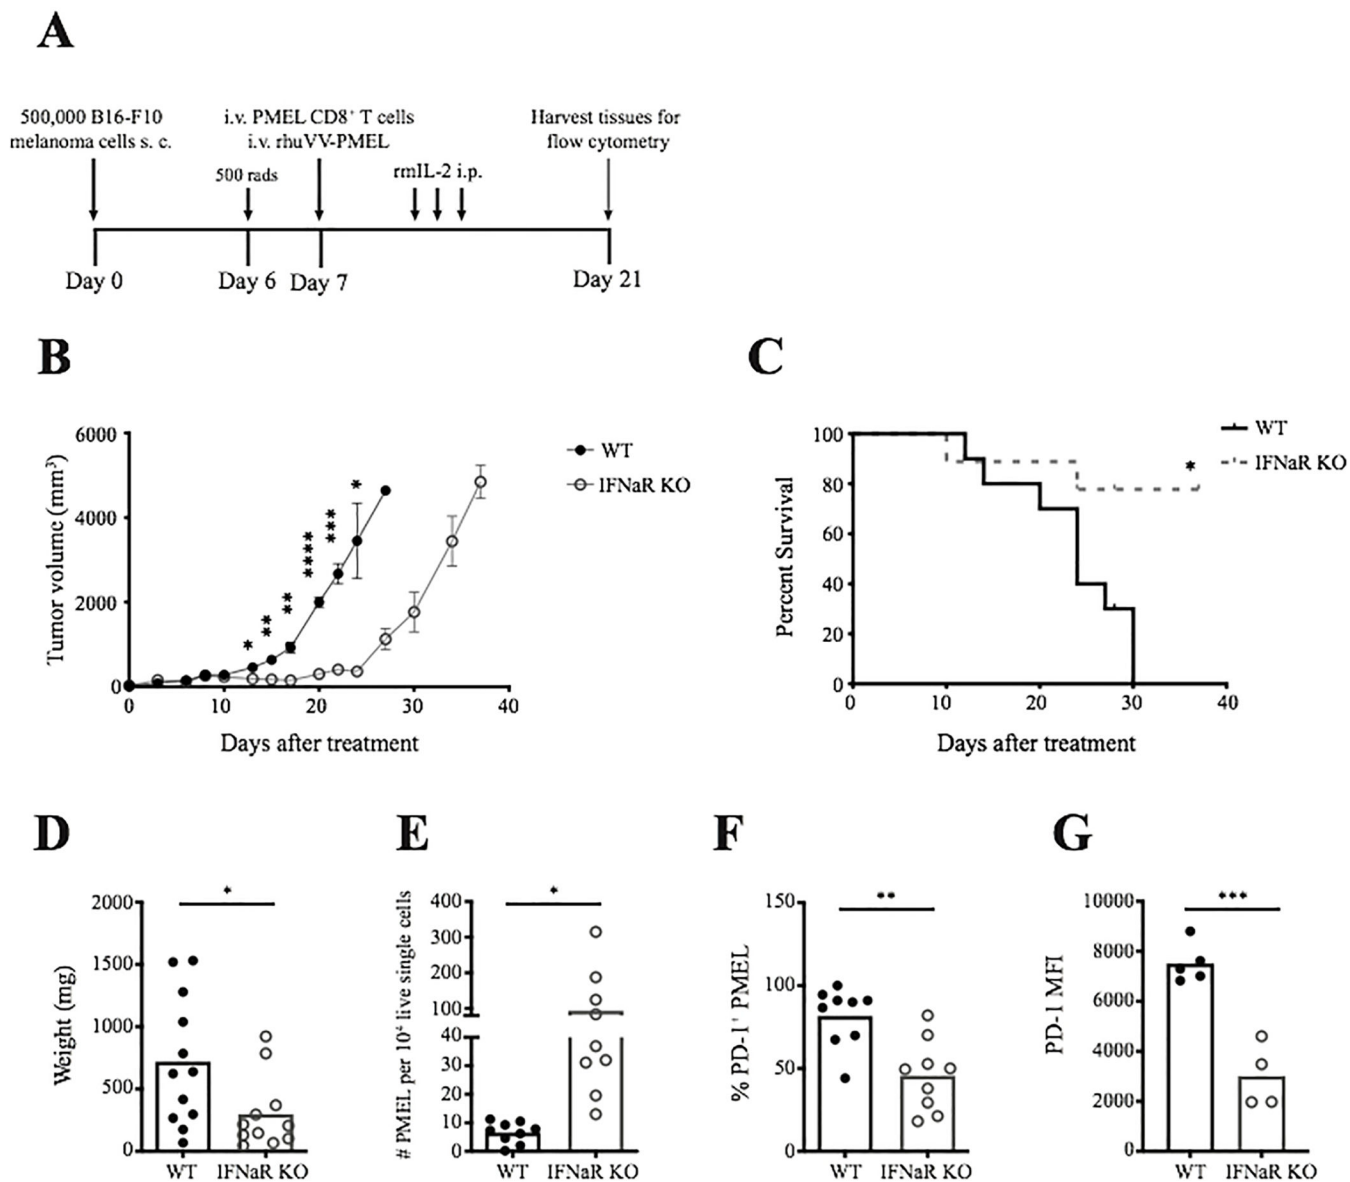 A
500,000 B16-F10
melanoma cells s. c.
i.v. PMEL CD8⁺ T cells
i.v. rhuVV-PMEL
Harvest tissues for
flow cytometry
500 rads
rmIL-2 i.p.
Day 0
Day 6
Day 7
Day 21
B
Tumor volume (mm³)
6000
4000
2000
0
0
10
20
30
40
Days after treatment
*
**
**
****
***
*
WT
IFNaR KO
C
Percent Survival
100
80
60
40
20
0
0
10
20
30
40
Days after treatment
*
WT
IFNaR KO
D
Weight (mg)
2000
1500
1000
500
0
*
WT
IFNaR KO
E
# PMEL per 10⁴ live single cells
400
300
200
100
40
30
20
10
0
*
WT
IFNaR KO
F
% PD-1⁺ PMEL
150
100
50
0
**
WT
IFNaR KO
G
PD-1 MFI
10000
8000
6000
4000
2000
0
***
WT
IFNaR KO